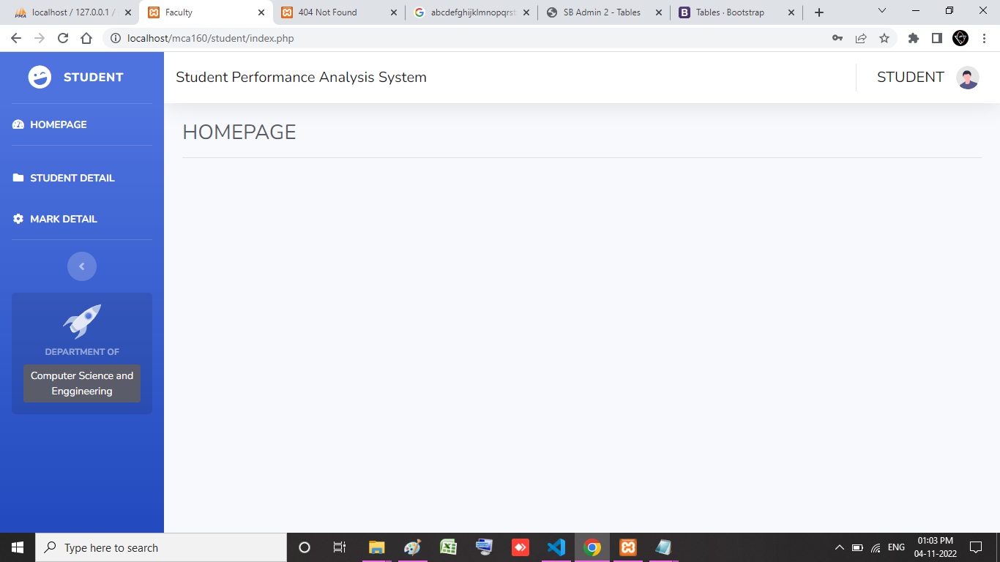 localhost / 127.0.0.1 /
Faculty
404 Not Found
abcdefghijklmnopqrst
SB Admin 2 - Tables
Tables · Bootstrap
localhost/mca160/student/index.php
STUDENT
Student Performance Analysis System
STUDENT
HOMEPAGE
HOMEPAGE
STUDENT DETAIL
MARK DETAIL
DEPARTMENT OF
Computer Science and
Enggineering
Type here to search
ENG
01:03 PM
04-11-2022